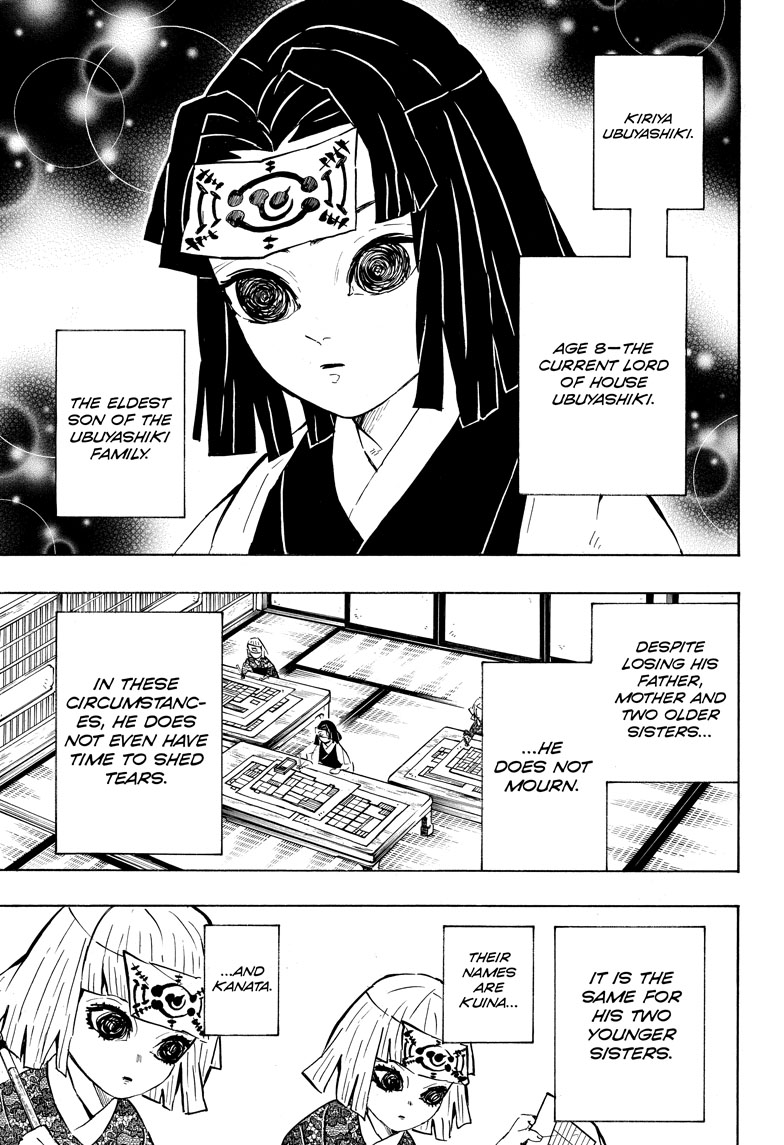 KIRIYA
UBUYASHIKI.
AGE 8—THE
CURRENT LORD
OF HOUSE
UBUYASHIKI.
THE ELDEST
SON OF THE
UBUYASHIKI
FAMILY.
DESPITE
LOSING HIS
FATHER,
MOTHER AND
TWO OLDER
SISTERS...
...HE
DOES NOT
MOURN.
IN THESE
CIRCUMSTANC-
ES, HE DOES
NOT EVEN HAVE
TIME TO SHED
TEARS.
IT IS THE
SAME FOR
HIS TWO
YOUNGER
SISTERS.
THEIR
NAMES
ARE
KUINA...
...AND
KANATA.